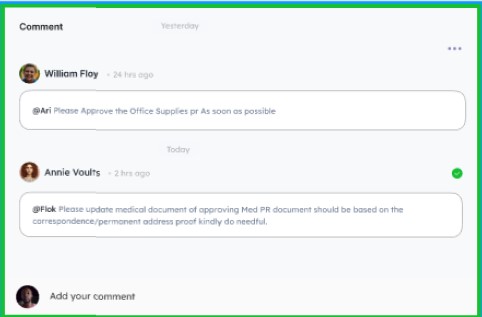 Comment
Yesterday
William Floy • 24 hrs ago
@Ari Please Approve the Office Supplies pr As soon as possible
Today
Annie Voults • 2 hrs ago
@Flok Please update medical document of approving Med PR document should be based on the
correspondence/permanent address proof kindly do needful.
Add your comment